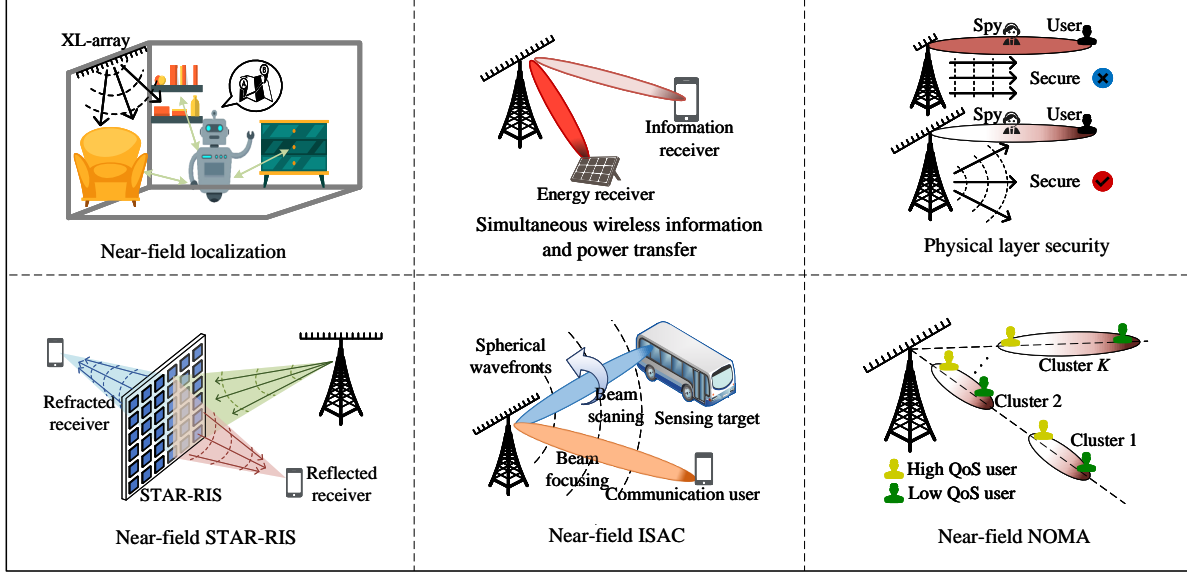 XL-array
Near-field localization
Information
receiver
Energy receiver
Simultaneous wireless information
and power transfer
Spy
User
Secure
Spy
User
Secure
Physical layer security
Refracted
receiver
STAR-RIS
Reflected
receiver
Near-field STAR-RIS
Spherical
wavefronts
Beam
scaning
Sensing target
Beam
focusing
Communication user
Near-field ISAC
Cluster K
Cluster 2
Cluster 1
High QoS user
Low QoS user
Near-field NOMA